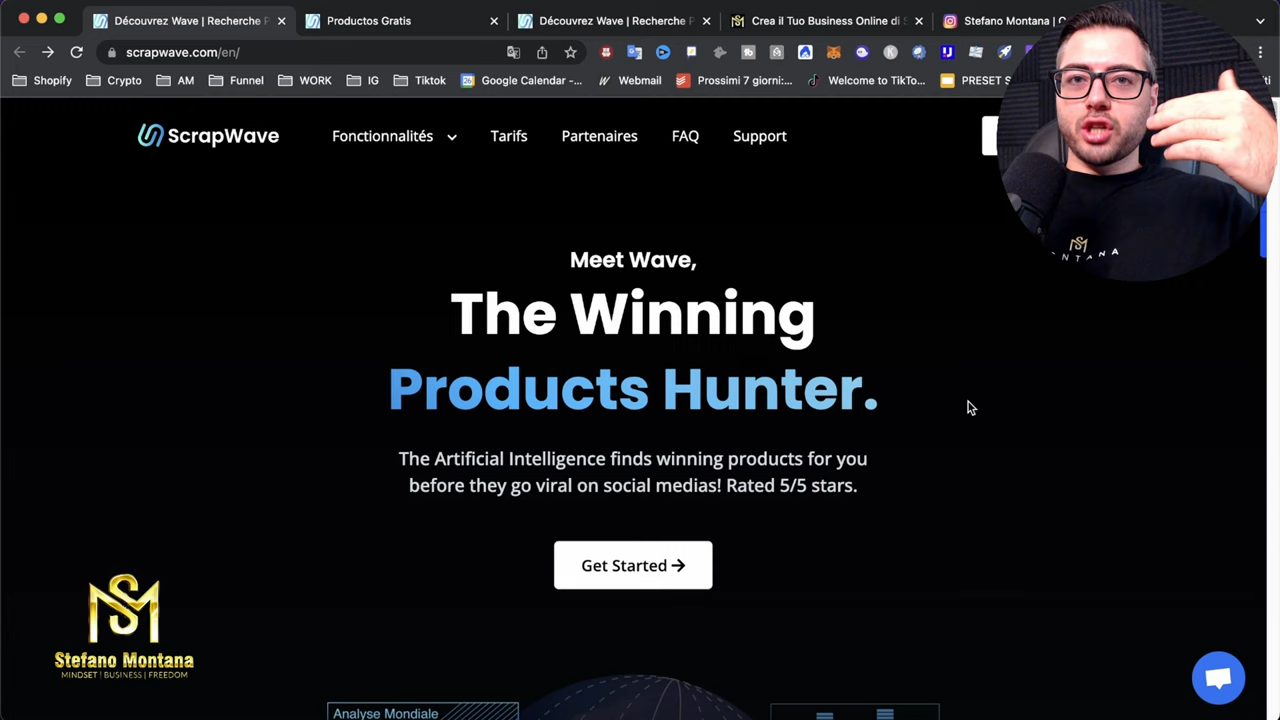 Découvrez Wave | Recherche P
Productos Gratis
Découvrez Wave | Recherche P
Crea il Tuo Business Online di
Stefano Montana |
scrapwave.com/en/
Shopify
Crypto
AM
Funnel
WORK
IG
Tiktok
Google Calendar -...
Webmail
Prossimi 7 giorni:...
Welcome to TikTo...
PRESET
ScrapWave
Fonctionnalités
Tarifs
Partenaires
FAQ
Support
Meet Wave,
The Winning
Products Hunter.
The Artificial Intelligence finds winning products for you
before they go viral on social medias! Rated 5/5 stars.
Get Started →
SM
Stefano Montana
MINDSET | BUSINESS | FREEDOM
Analyse Mondiale